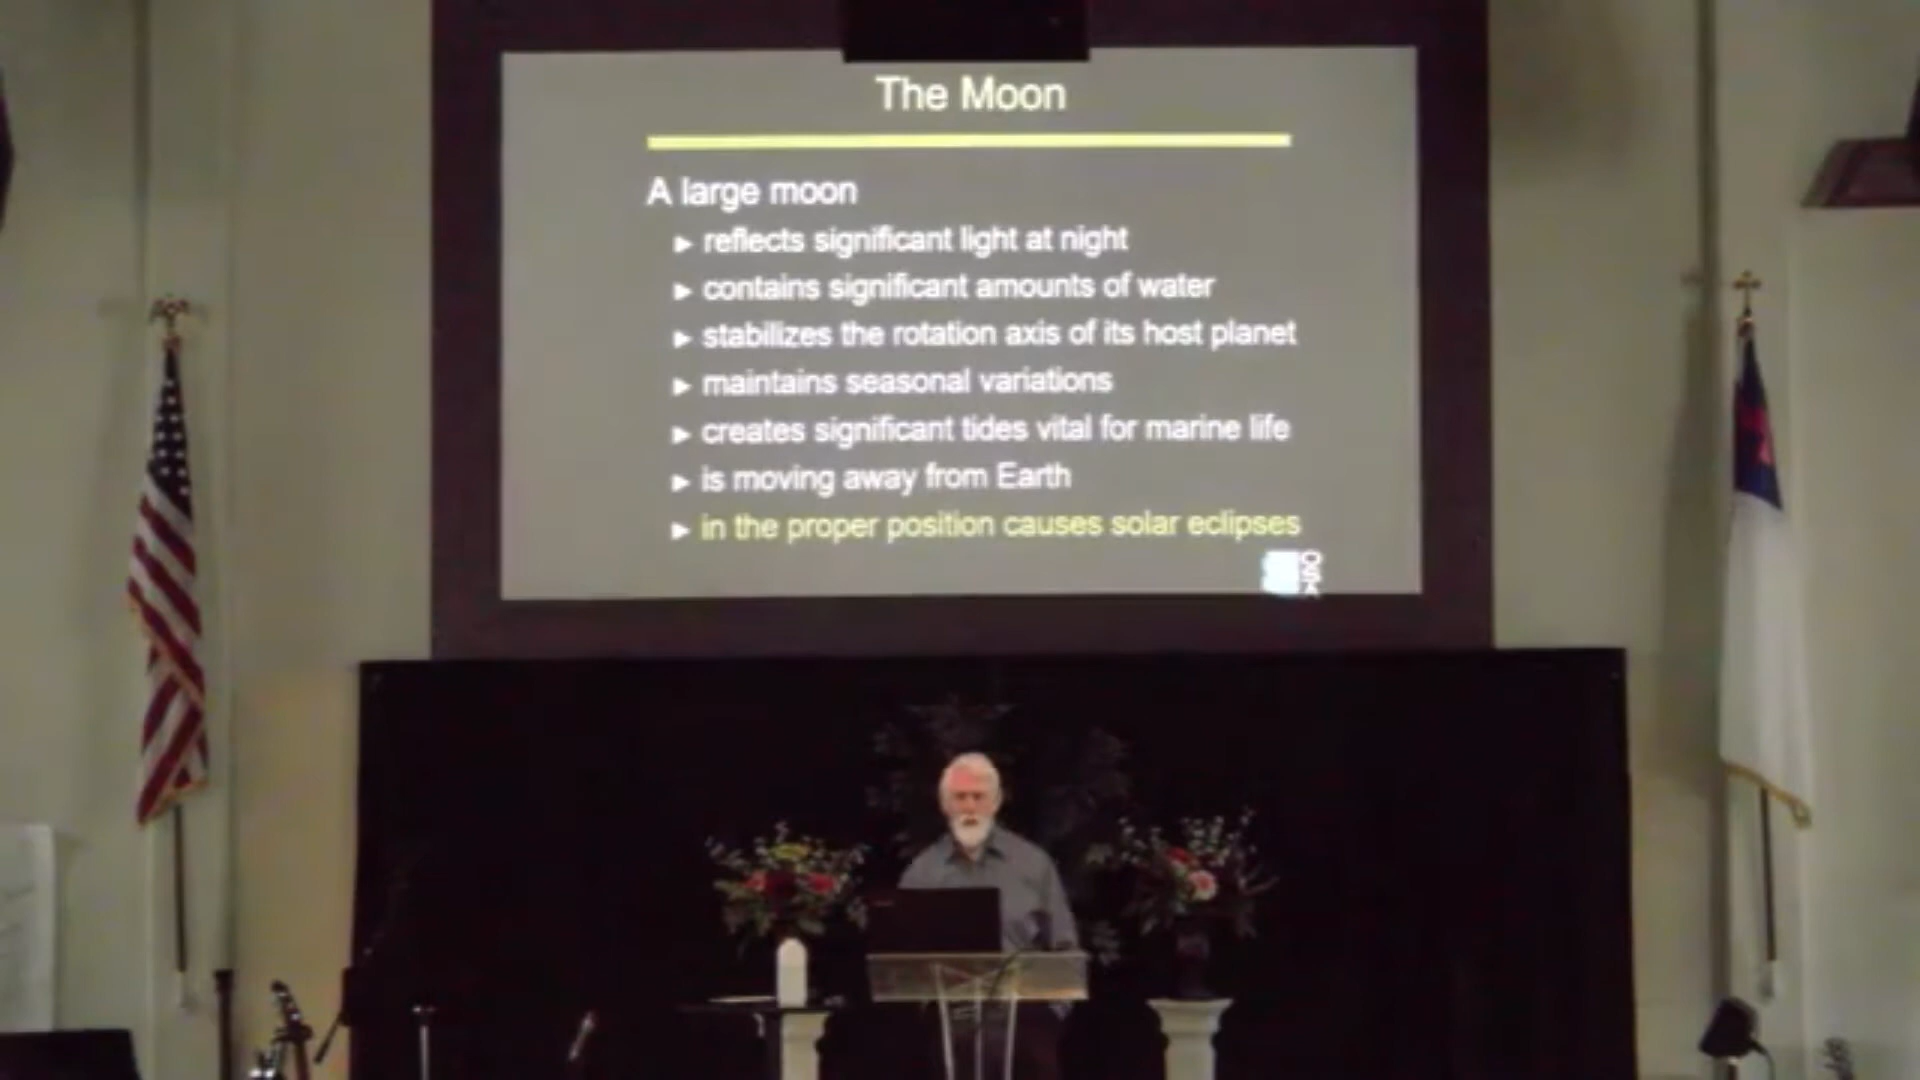 The Moon
A large moon
► reflects significant light at night
► contains significant amounts of water
► stabilizes the rotation axis of its host planet
► maintains seasonal variations
► creates significant tides vital for marine life
► is moving away from Earth
► in the proper position causes solar eclipses